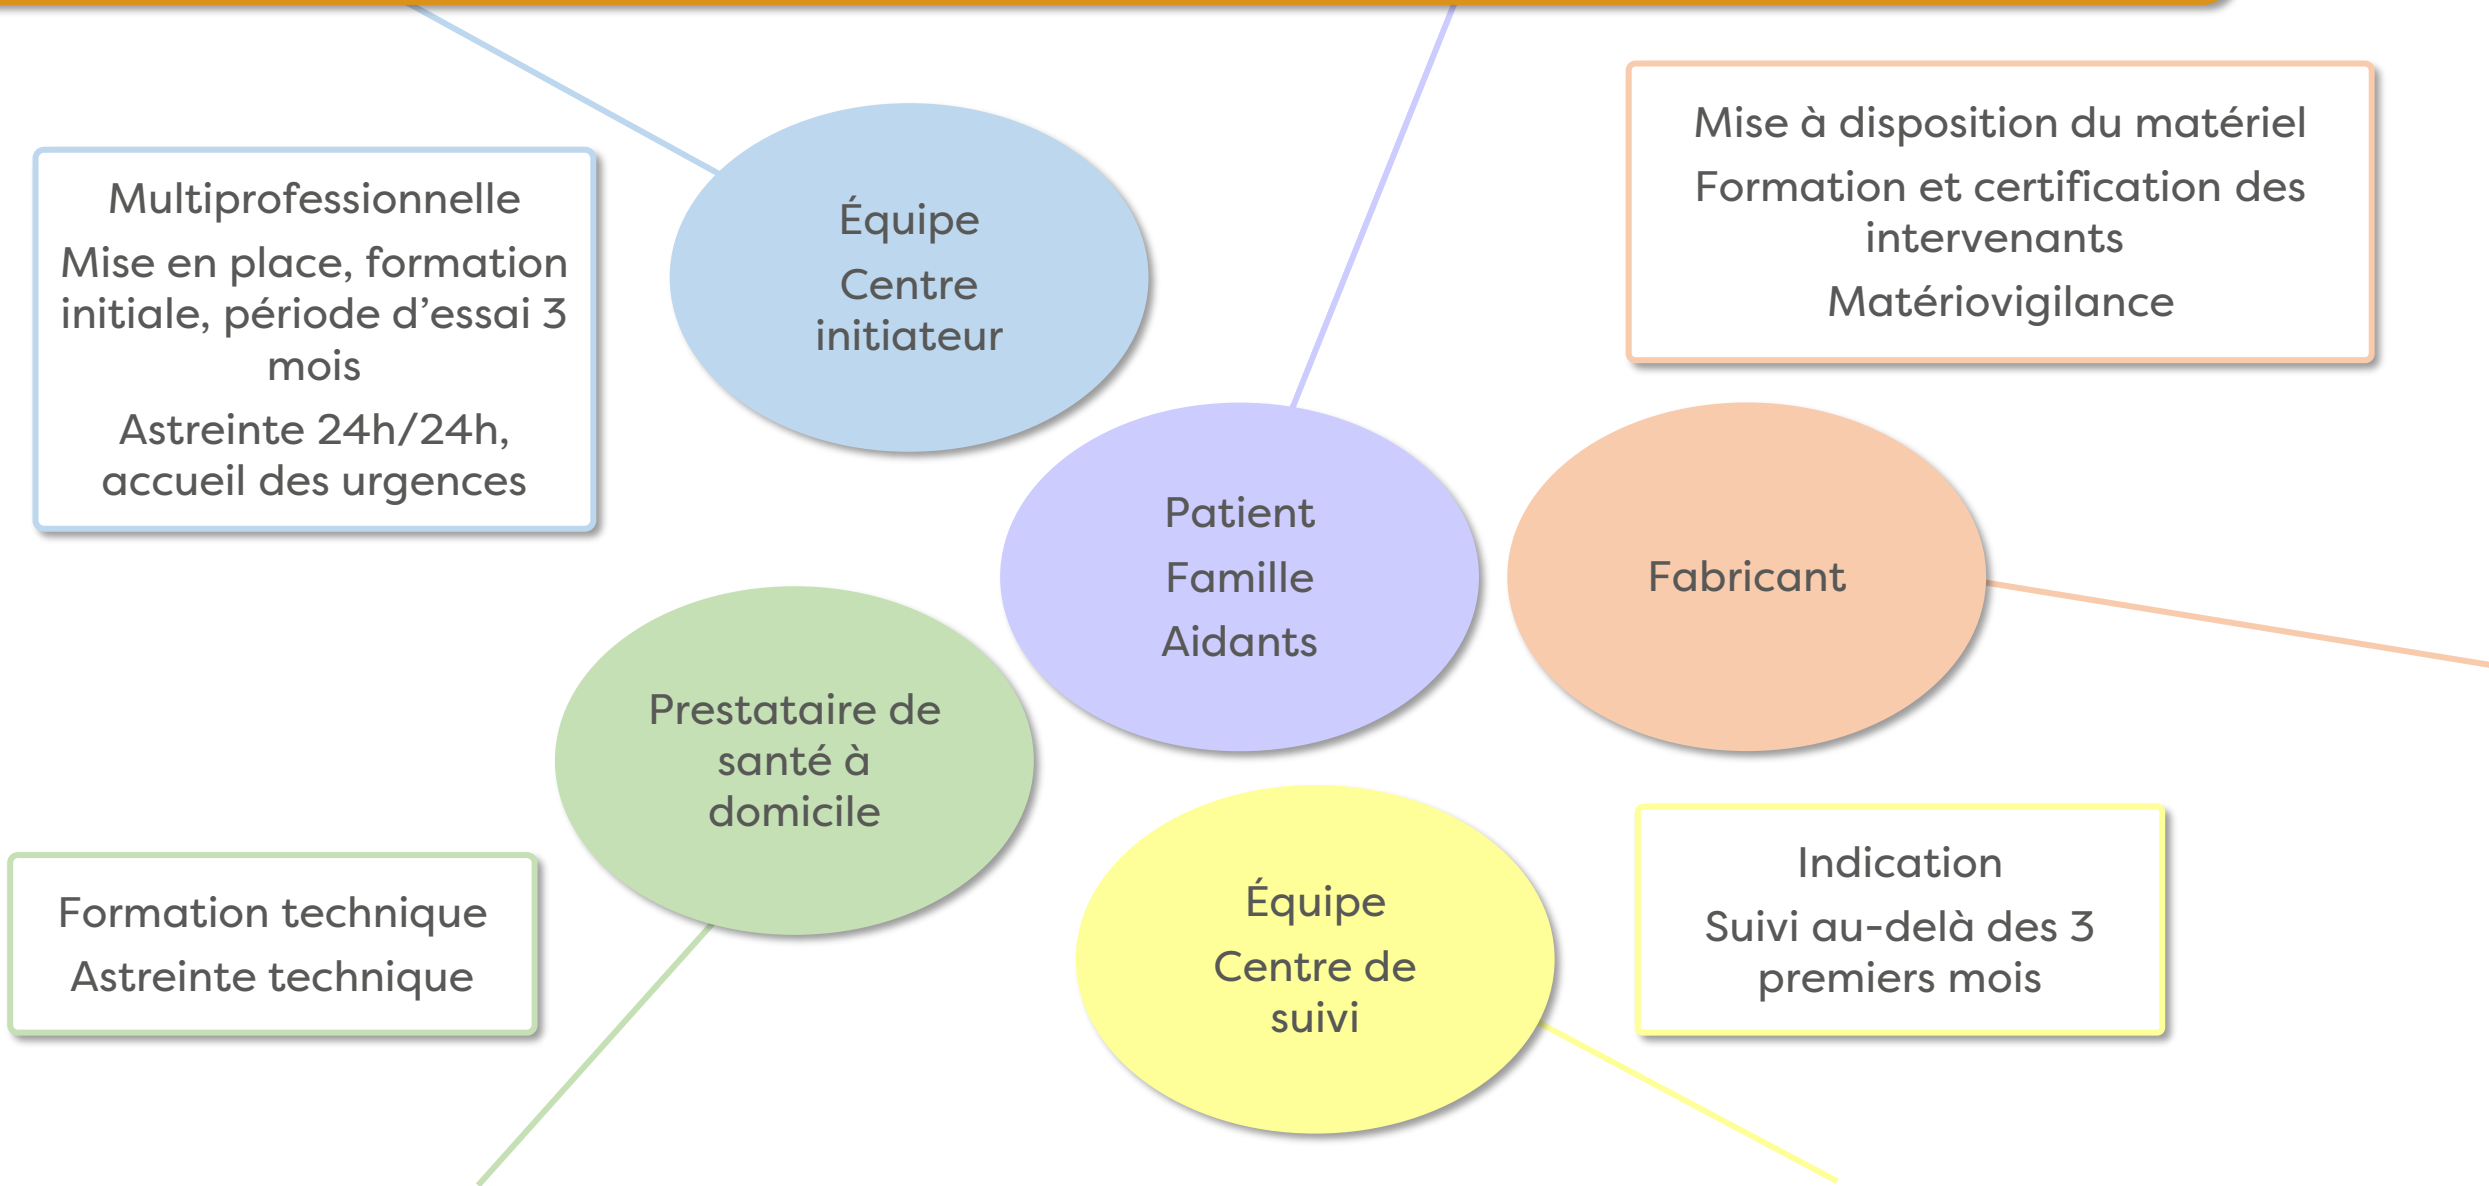 Multiprofessionnelle
Mise en place, formation
initiale, période d'essai 3
mois
Astreinte 24h/24h,
accueil des urgences
Équipe
Centre
initiateur
Mise à disposition du matériel
Formation et certification des
intervenants
Matériovigilance
Patient
Famille
Aidants
Fabricant
Prestataire de
santé à
domicile
Formation technique
Astreinte technique
Équipe
Centre de
suivi
Indication
Suivi au-delà des 3
premiers mois